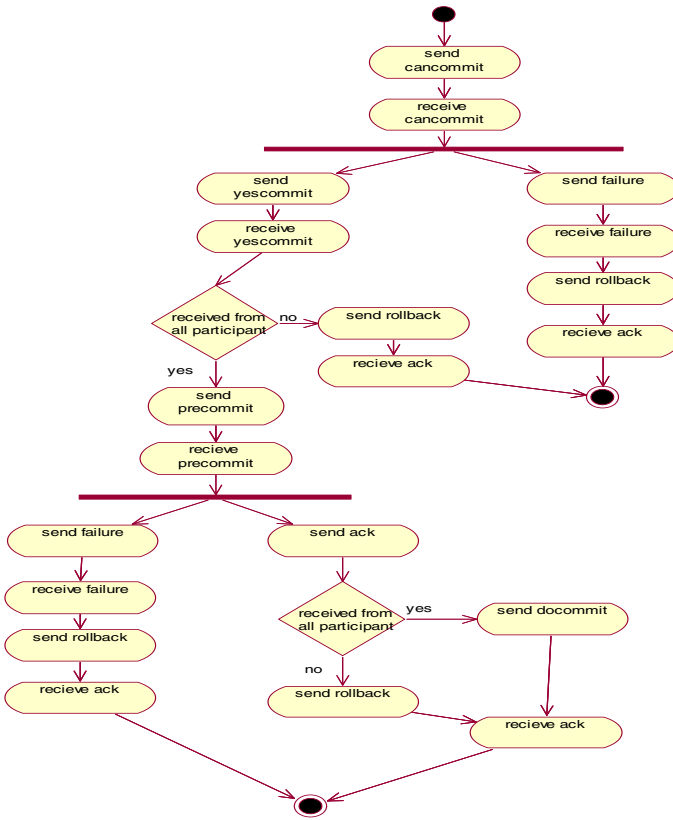 send
cancommit
receive
cancommit
send
yescommit
send failure
receive
yescommit
receive failure
send rollback
received from
all participant
no
send rollback
recieve ack
recieve ack
yes
send
precommit
recieve
precommit
send failure
send ack
receive failure
received from
all participant
yes
send docommit
send rollback
no
recieve ack
send rollback
recieve ack